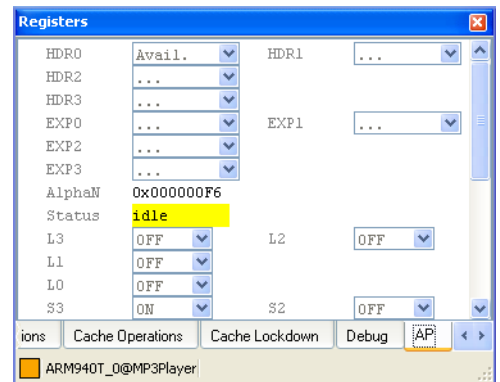 Registers
HDR0 Avail. HDR1 ...
HDR2 ...
HDR3 ...
EXP0 ... EXP1 ...
EXP2 ...
EXP3 ...
AlphaN 0x000000F6
Status idle
L3 OFF L2 OFF
L1 OFF
L0 OFF
S3 ON S2 OFF
ions Cache Operations Cache Lockdown Debug AP
ARM940T_0@MP3Player